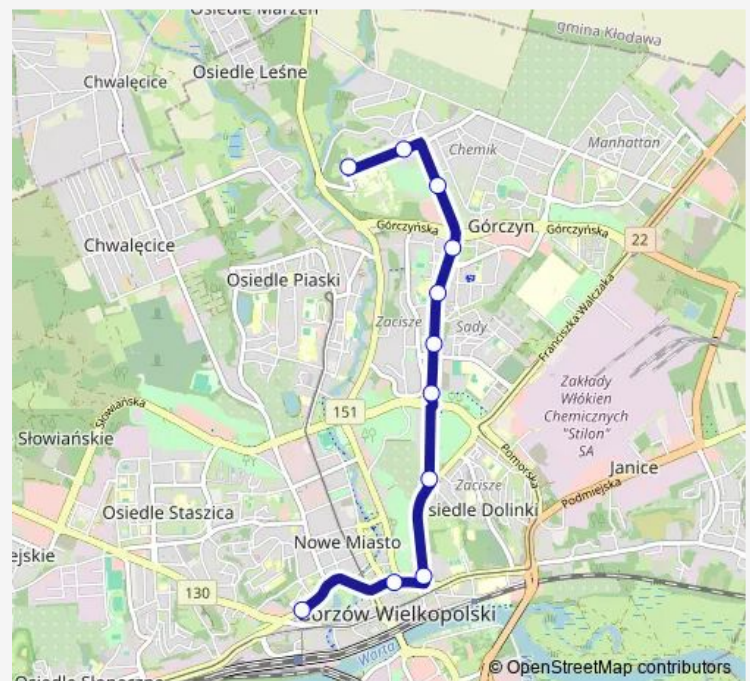 Osiedle Marzeń
gmina Kłodawa
Osiedle Leśne
Chwalęcice
Chemik
Manhattan
Górczyńska
Górczyn
Górczyńska
22
Chwalęcice
Osiedle Piaski
Franciszka Walczaka
Zacisze
Sady
Zakłady
Włókien
Chemicznych
"Stilon"
SA
Słowiańska
151
Słowiańskie
Pomorska
Janice
Zacisze
Podmiejska
Osiedle Staszica
siedle Dolinki
Nowe Miasto
ejskie
130
Gorzów Wielkopolski
Warta
Osiedle Słoneczne
© OpenStreetMap contributors